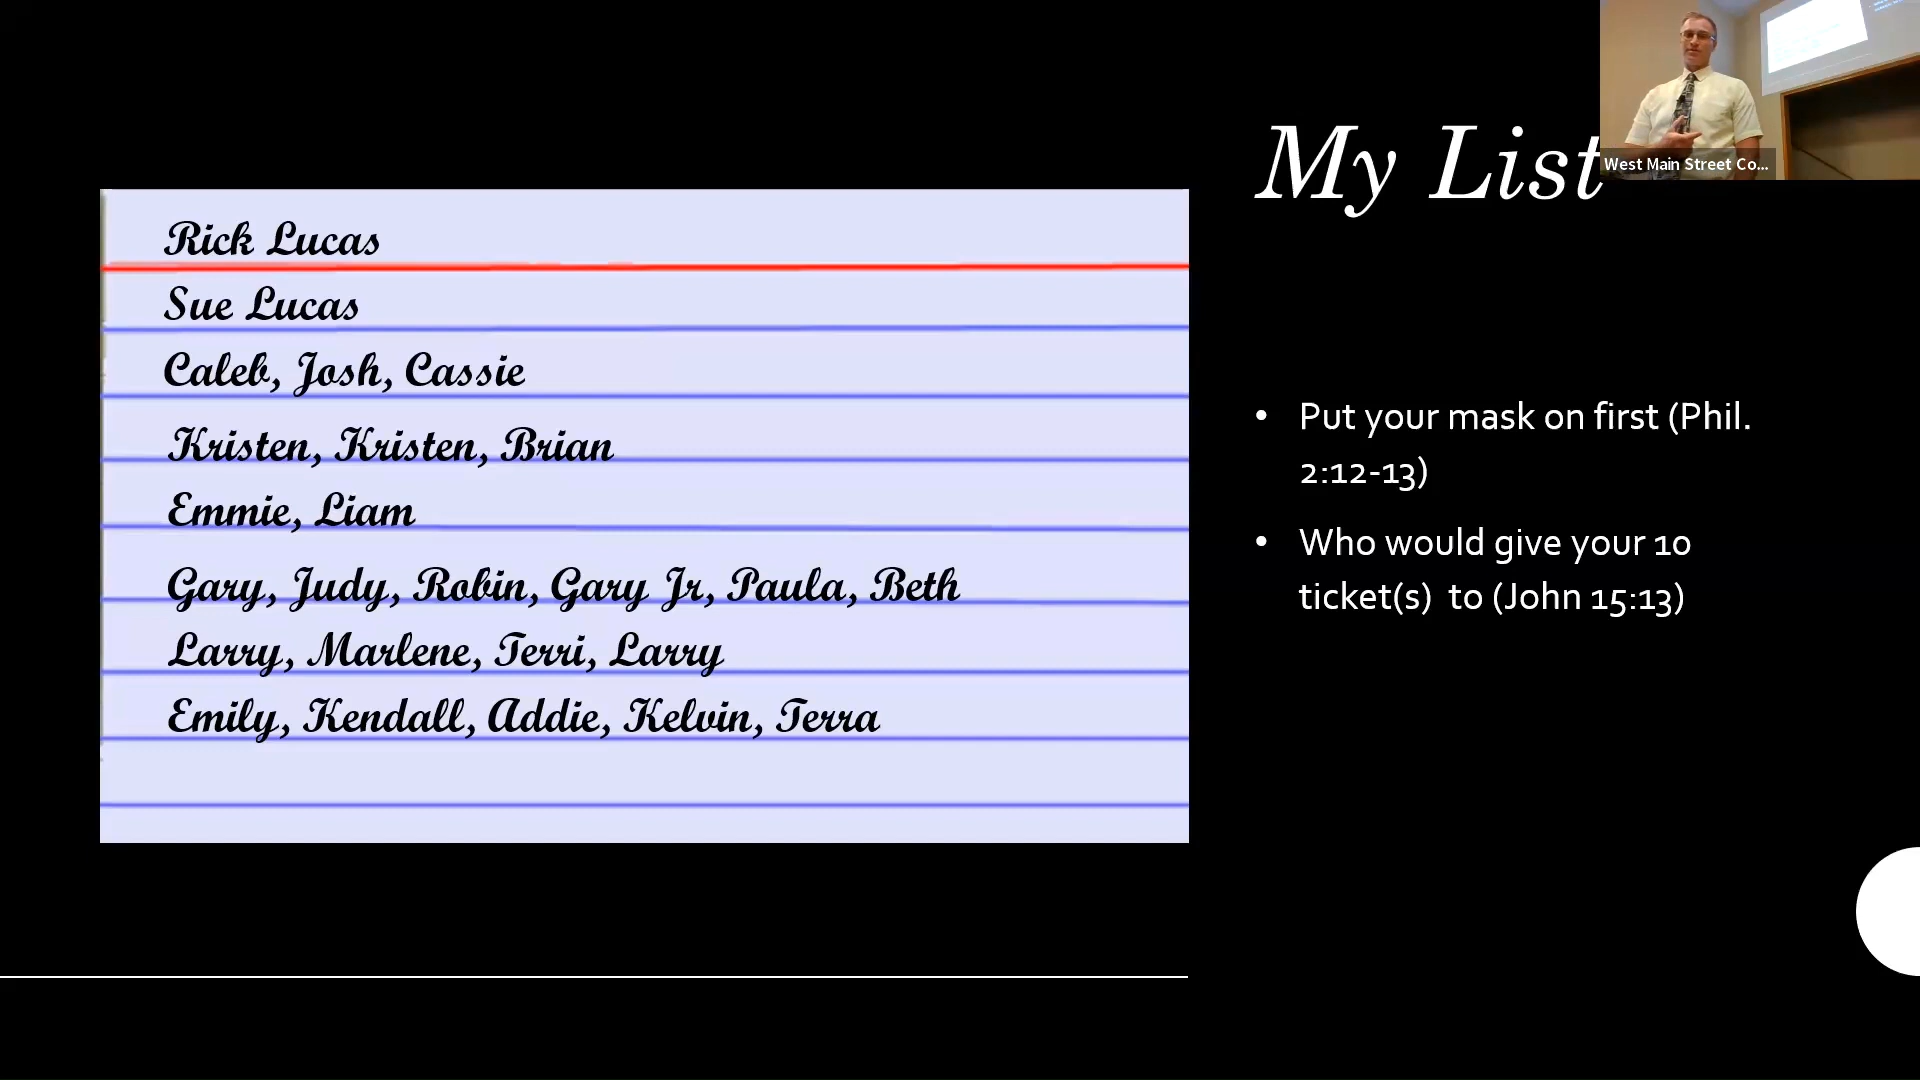 My List
West Main Street Co...
Rick Lucas
Sue Lucas
Caleb, Josh, Cassie
Kristen, Kristen, Brian
Emmie, Liam
Gary, Judy, Robin, Gary Jr, Paula, Beth
Larry, Marlene, Terri, Larry
Emily, Kendall, Addie, Kelvin, Terra
• Put your mask on first (Phil.
2:12-13)
• Who would give your 10
ticket(s) to (John 15:13)